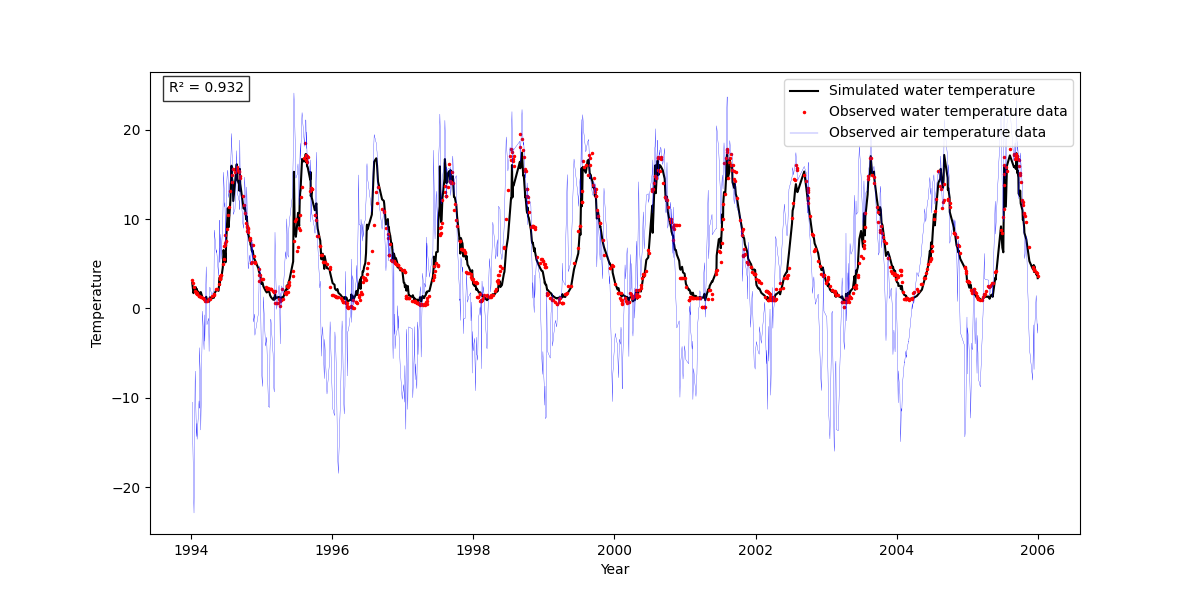 R² = 0.932
Simulated water temperature
Observed water temperature data
Observed air temperature data
20
10
0
−10
−20
Temperature
1994 1996 1998 2000 2002 2004 2006
Year